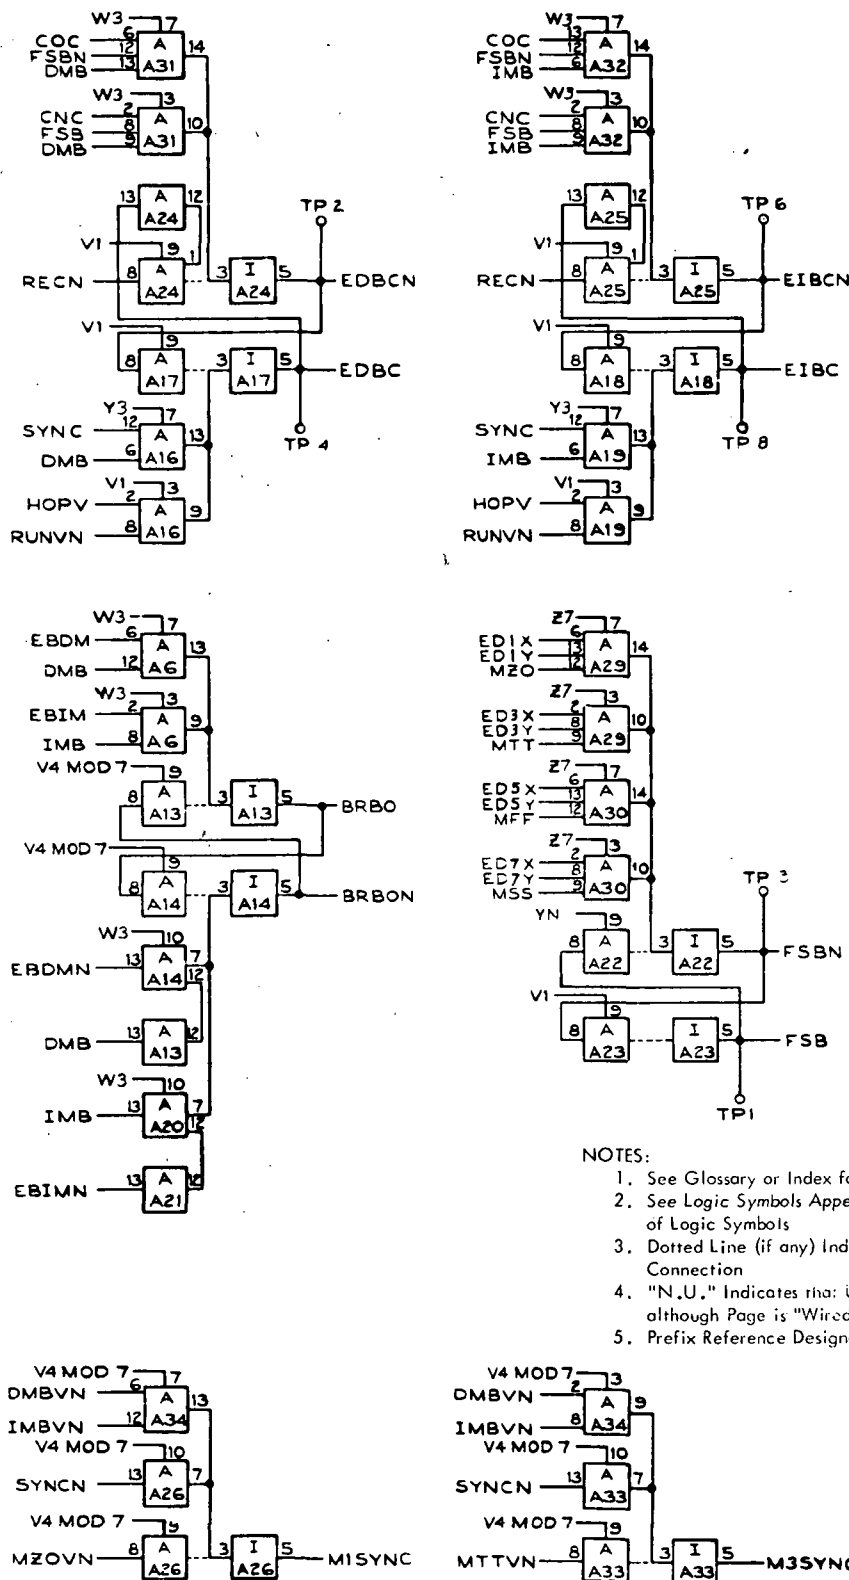 W3 7
COC 6 A 14
FSBN 12
DMB 13 A31
W3 3
CNC 2 A 10
FSB 8
DMB 9 A31
13 A 12
A24
TP 2
V1 9 1
RECN 8 A A24 3 I 5 EDBCN
A24
V1 9
8 A A17 3 I 5 EDBC
A17
Y3 7
SYNC 12 A 13
DMB 6 A16
TP 4
V1 3
HOPV 2 A 9
RUNVN 8 A16
W3 7
COC 13 A 14
FSBN 12
IMB 6 A32
W3 3
CNC 2 A 10
FSB 8
IMB 9 A32
13 A 12
A25
TP 6
V1 9 1
RECN 8 A A25 3 I 5 EIBCN
A25
V1 9
8 A A18 3 I 5 EIBC
A18
Y3 7
SYNC 12 A 13
IMB 6 A19
TP 8
V1 3
HOPV 2 A 9
RUNVN 8 A19
W3 7
EBDM 6 A 13
DMB 12 A6
W3 3
EBIM 2 A 9
IMB 8 A6
V4 MOD 7 9
8 A A13 3 I 5 BRBO
A13
V4 MOD 7 9
8 A A14 3 I 5 BRBON
A14
W3 10
EBDMN 13 A 7
A14 12
DMB 13 A 12
A13
W3 10
IMB 13 A 7
A20 12
EBIMN 13 A 12
A21
Z7 7
ED1X 6 A 14
ED1Y 13
MZO 12 A29
Z7 3
ED3X 2 A 10
ED3Y 8
MTT 9 A29
Z7 7
ED5X 6 A 14
ED5Y 13
MFF 12 A30
Z7 3
ED7X 2 A 10
ED7Y 8
MSS 9 A30
TP 3
YN 9
8 A A22 3 I 5 FSBN
A22
V1 9
8 A A23 3 I 5 FSB
A23
TP1
NOTES:
1. See Glossary or Index fo
2. See Logic Symbols Appe
of Logic Symbols
3. Dotted Line (if any) Ind
Connection
4. "N.U." Indicates that U
although Page is "Wired
5. Prefix Reference Design
V4 MOD 7 7
DMBVN 6 A 13
IMBVN 12 A34
V4 MOD 7 10
SYNCN 13 A 7
A26
V4 MOD 7 9
MZOVN 8 A A26 3 I 5 M1SYNC
A26
V4 MOD 7 3
DMBVN 2 A 9
IMBVN 8 A34
V4 MOD 7 10
SYNCN 13 A 7
A33
V4 MOD 7 9
MTTVN 8 A A33 3 I 5 M3SYNC
A33